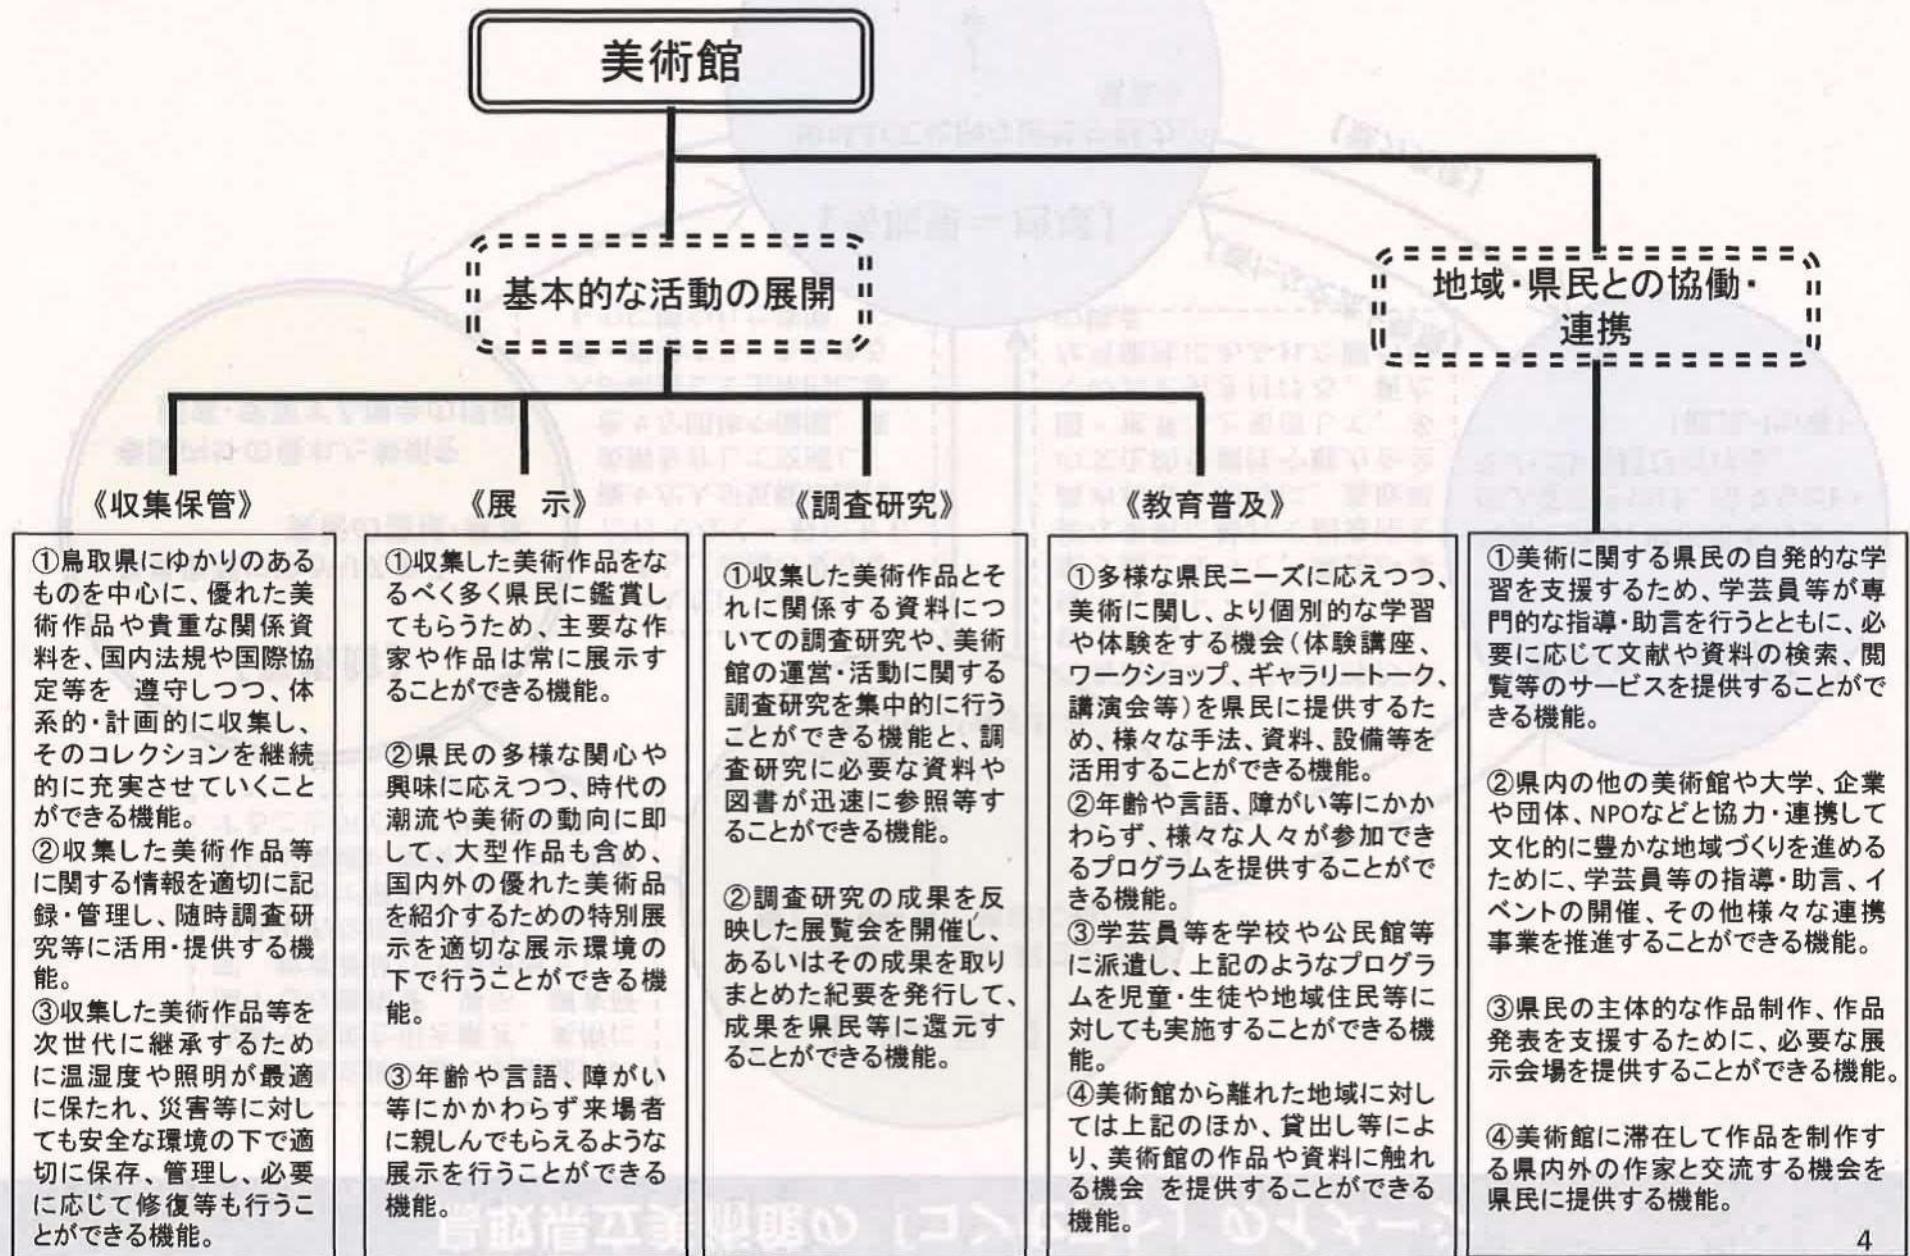 美術館
基本的な活動の展開
地域・県民との協働・
連携
《収集保管》
①鳥取県にゆかりのある
ものを中心に、優れた美
術作品や貴重な関係資
料を、国内法規や国際協
定等を　遵守しつつ、体
系的・計画的に収集し、
そのコレクションを継続
的に充実させていくこと
ができる機能。
②収集した美術作品等
に関する情報を適切に記
録・管理し、随時調査研
究等に活用・提供する機
能。
③収集した美術作品等を
次世代に継承するため
に温湿度や照明が最適
に保たれ、災害等に対し
ても安全な環境の下で適
切に保存、管理し、必要
に応じて修復等も行うこ
とができる機能。
《展　示》
①収集した美術作品をな
るべく多く県民に鑑賞し
てもらうため、主要な作
家や作品は常に展示す
ることができる機能。
②県民の多様な関心や
興味に応えつつ、時代の
潮流や美術の動向に即
して、大型作品も含め、
国内外の優れた美術品
を紹介するための特別展
示を適切な展示環境の
下で行うことができる機
能。
③年齢や言語、障がい
等にかかわらず来場者
に親しんでもらえるような
展示を行うことができる
機能。
《調査研究》
①収集した美術作品とそ
れに関係する資料につ
いての調査研究や、美術
館の運営・活動に関する
調査研究を集中的に行う
ことができる機能と、調
査研究に必要な資料や
図書が迅速に参照等す
ることができる機能。
②調査研究の成果を反
映した展覧会を開催し、
あるいはその成果を取り
まとめた紀要を発行して、
成果を県民等に還元す
ることができる機能。
《教育普及》
①多様な県民ニーズに応えつつ、
美術に関し、より個別的な学習
や体験をする機会(体験講座、
ワークショップ、ギャラリートーク、
講演会等)を県民に提供するた
め、様々な手法、資料、設備等を
活用することができる機能。
②年齢や言語、障がい等にかか
わらず、様々な人々が参加でき
るプログラムを提供することがで
きる機能。
③学芸員等を学校や公民館等
に派遣し、上記のようなプログラ
ムを児童・生徒や地域住民等に
対しても実施することができる機
能。
④美術館から離れた地域に対し
ては上記のほか、貸出し等によ
り、美術館の作品や資料に触れ
る機会 を提供することができる
機能。
①美術に関する県民の自発的な学
習を支援するため、学芸員等が専
門的な指導・助言を行うとともに、必
要に応じて文献や資料の検索、閲
覧等のサービスを提供することがで
きる機能。
②県内の他の美術館や大学、企業
や団体、NPOなどと協力・連携して
文化的に豊かな地域づくりを進める
ために、学芸員等の指導・助言、イ
ベントの開催、その他様々な連携
事業を推進することができる機能。
③県民の主体的な作品制作、作品
発表を支援するために、必要な展
示会場を提供することができる機能。
④美術館に滞在して作品を制作す
る県内外の作家と交流する機会を
県民に提供する機能。
4